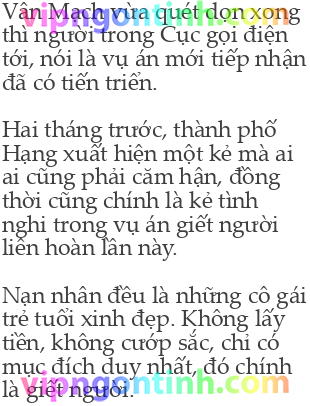 Vân Mạch vừa quét dọn xong
vipngontinh.com
thì người trong Cục gọi điện
tới, nói là vụ án mới tiếp nhận
đã có tiến triển.
Hai tháng trước, thành phố
Hạng xuất hiện một kẻ mà ai
ai cũng phải căm hận, đồng
thời cũng chính là kẻ tình
nghi trong vụ án giết người
liên hoàn lần này.
Nạn nhân đều là những cô gái
trẻ tuổi xinh đẹp. Không lấy
tiền, không cướp sắc, chỉ có
mục đích duy nhất, đó chính
là giết người.
vipngontinh.com